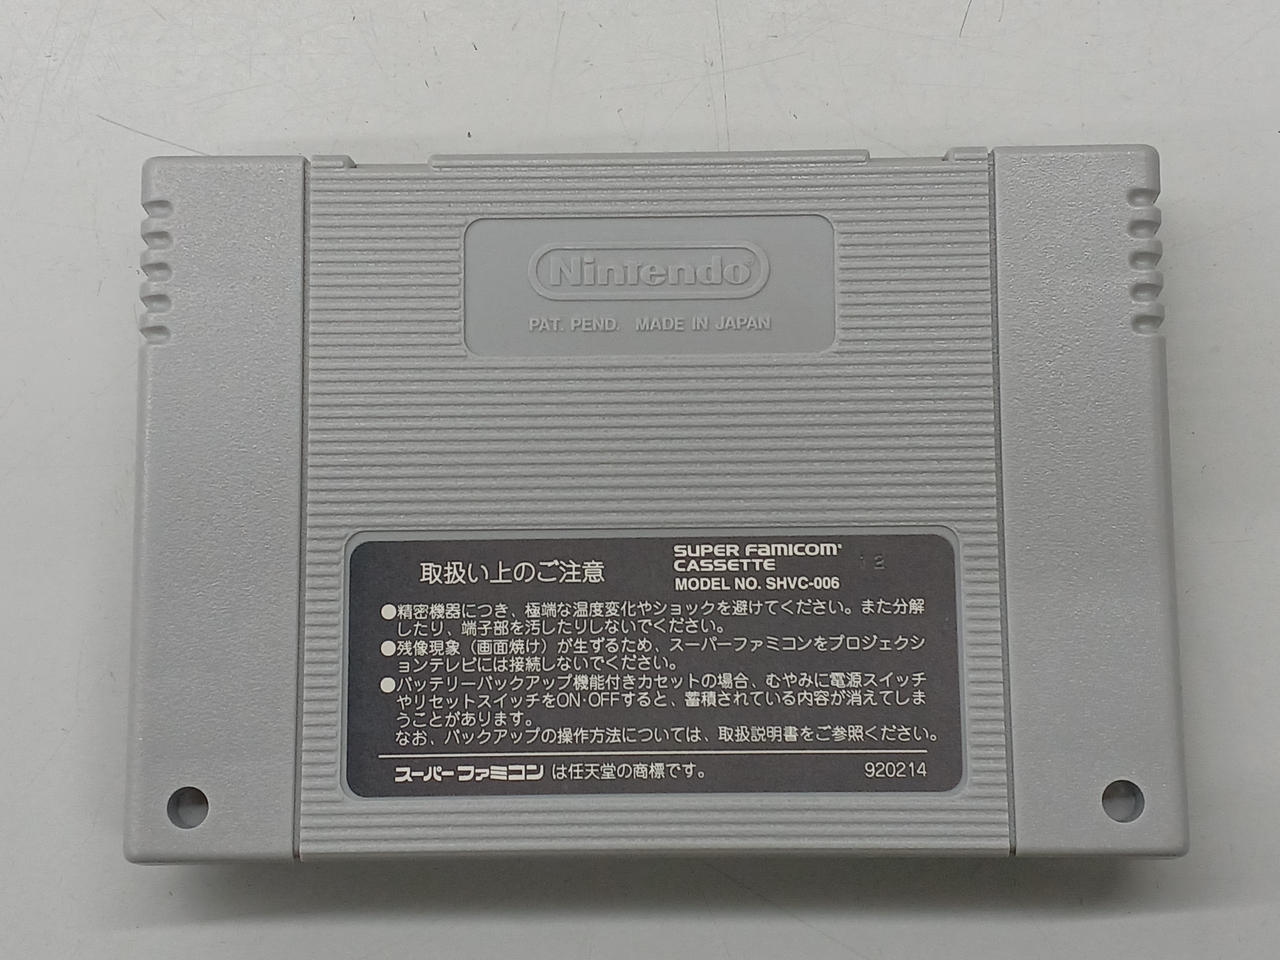 Nintendo®
PAT. PEND. MADE IN JAPAN
取扱い上のご注意
SUPER FAMICOM®
CASSETTE
MODEL NO. SHVC-006
12
●精密機器につき、極端な温度変化やショックを避けてください。また分解
したり、端子部を汚したりしないでください。
●残像現象（画面焼け）が生ずるため、スーパーファミコンをプロジェクシ
ョンテレビには接続しないでください。
●バッテリーバックアップ機能付きカセットの場合、むやみに電源スイッチ
やリセットスイッチをON・OFFすると、蓄積されている内容が消えてしま
うことがあります。
なお、バックアップの操作方法については、取扱説明書をご参照ください。
スーパーファミコンは任天堂の商標です。
920214